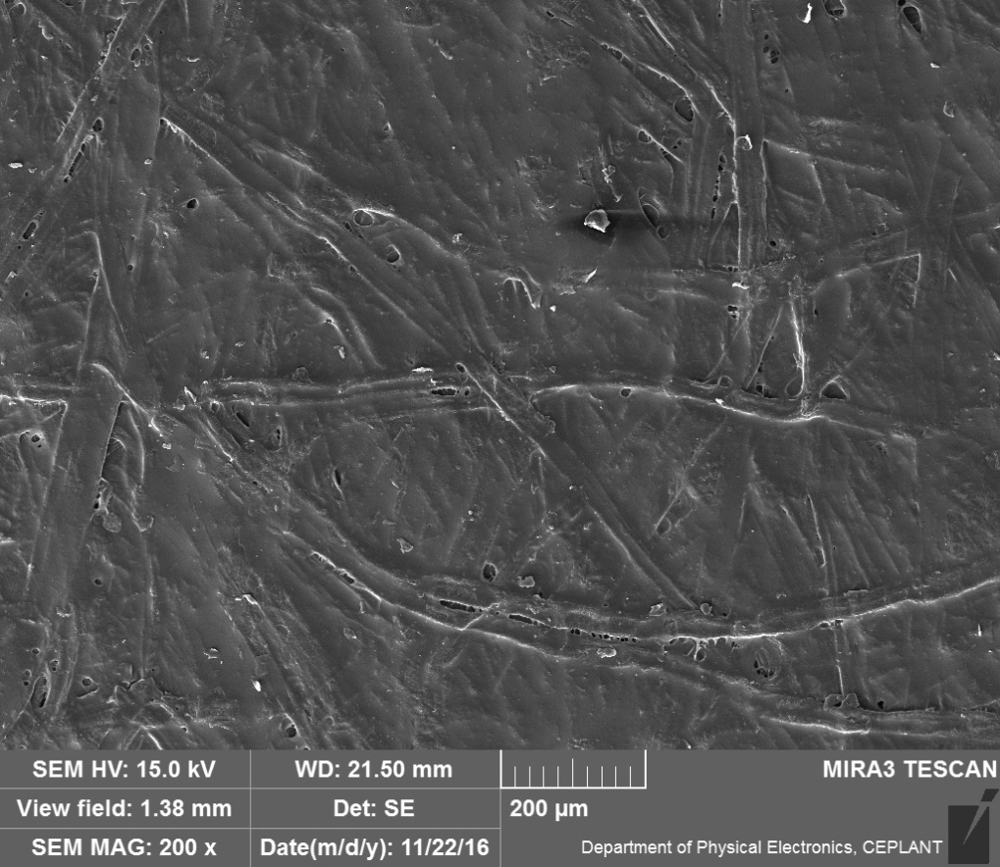 SEM HV: 15.0 kV
WD: 21.50 mm
MIRA3 TESCAN
View field: 1.38 mm
Det: SE
200 µm
SEM MAG: 200 x
Date(m/d/y): 11/22/16
Department of Physical Electronics, CEPLANT